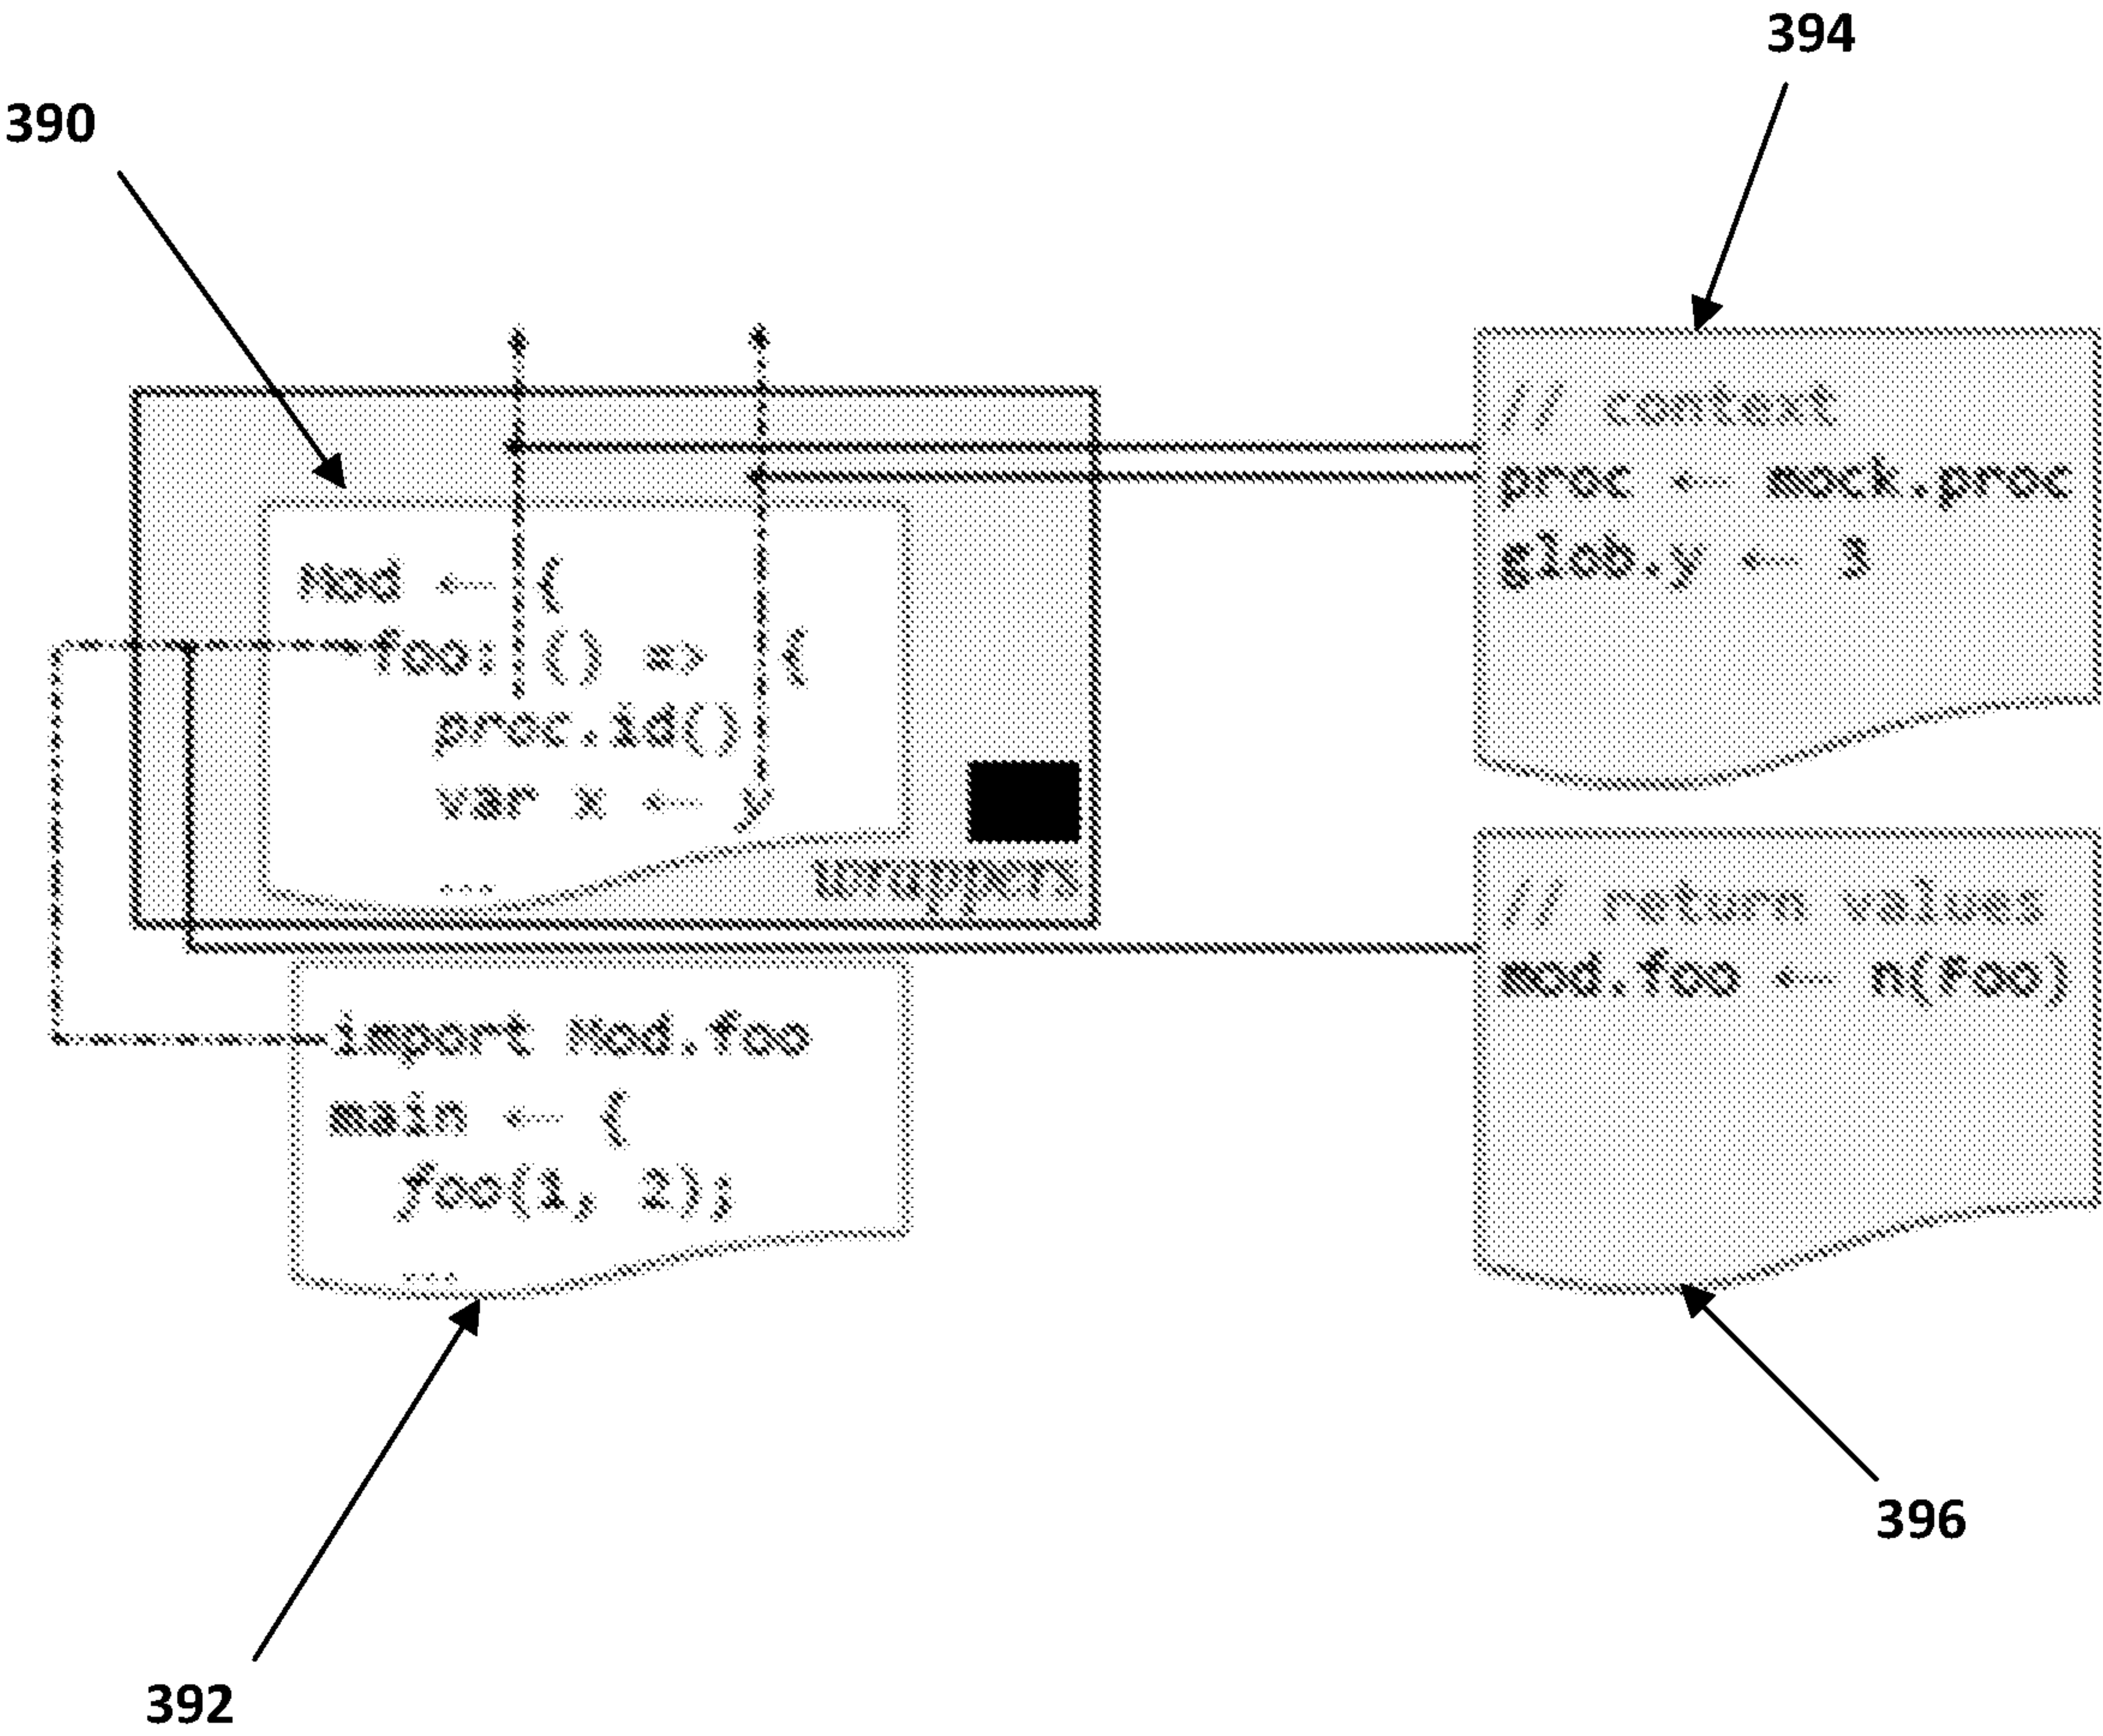 394
390
// context
proc ← mock.proc
glob.y ← 3
Mod ← {
foo: () => {
proc.id()
var x ← y
...
wrappers
// return values
mod.foo ← n(Foo)
import Mod.foo
main ← {
foo(1, 2);
...
396
392